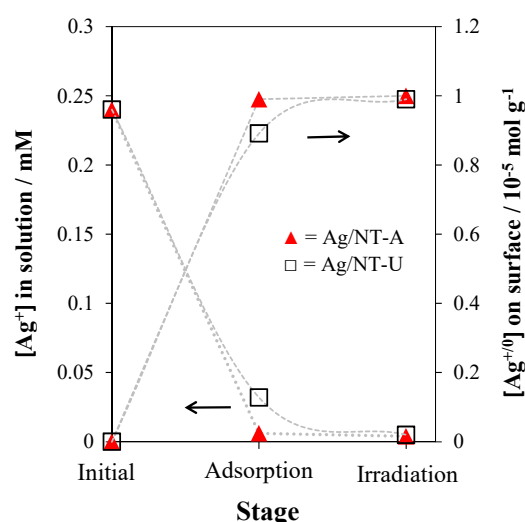 0.3
0.25
0.2
0.15
0.1
0.05
0
[Ag⁺] in solution / mM
1.2
1
0.8
0.6
0.4
0.2
0
[Ag⁺ᐟ⁰] on surface / 10⁻⁵ mol g⁻¹
= Ag/NT-A
= Ag/NT-U
Initial Adsorption Irradiation
Stage